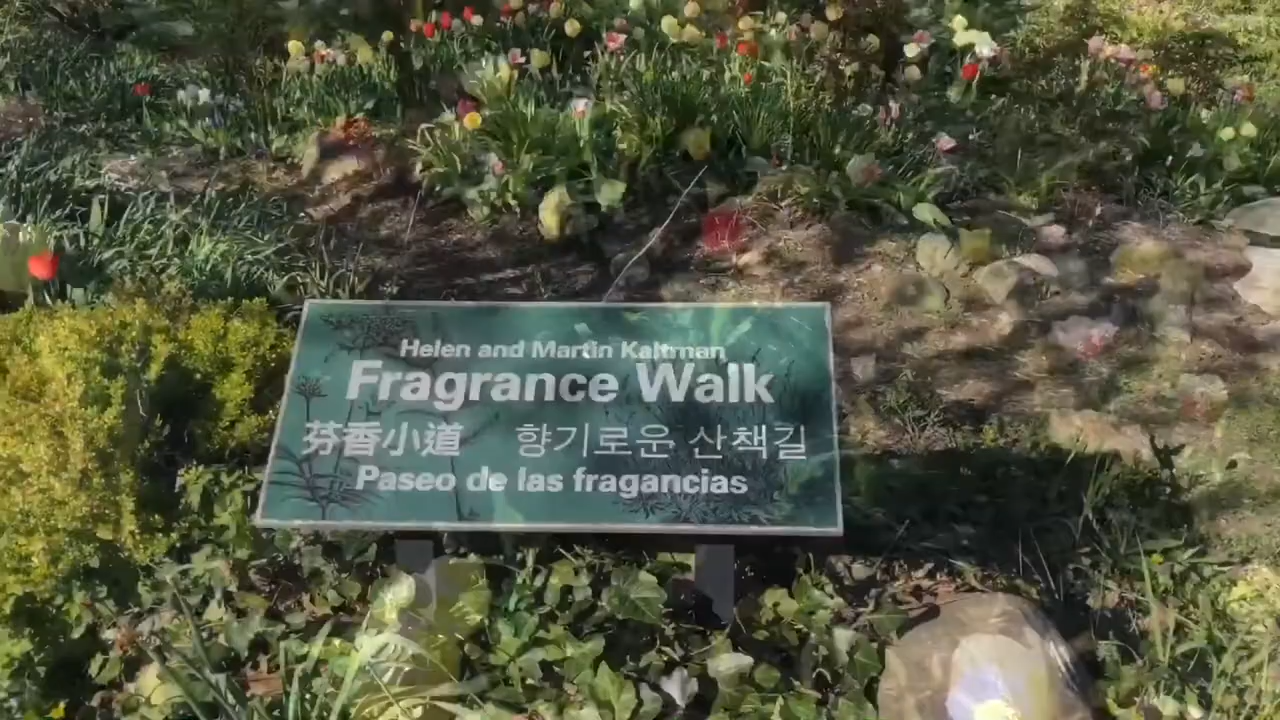 Helen and Martin Kaltman
Fragrance Walk
芬香小道 향기로운 산책길
Paseo de las fragancias